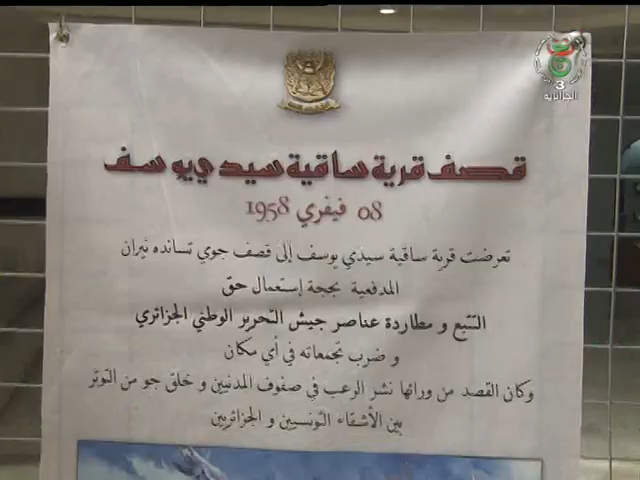 3
الجزائرية
قصف قرية ساقية سيدي يوسف
08 فيفري 1958
تعرضت قرية ساقية سيدي يوسف إلى قصف جوي تسانده نيران
المدفعية بحجة إستعمال حق
التتبع و مطاردة عناصر جيش التحرير الوطني الجزائري
و ضرب تجمعاته في أي مكان
وكان القصد من ورائها نشر الرعب في صفوف المدنيين و خلق جو من التوتر
بين الأشقاء التونسيين و الجزائريين